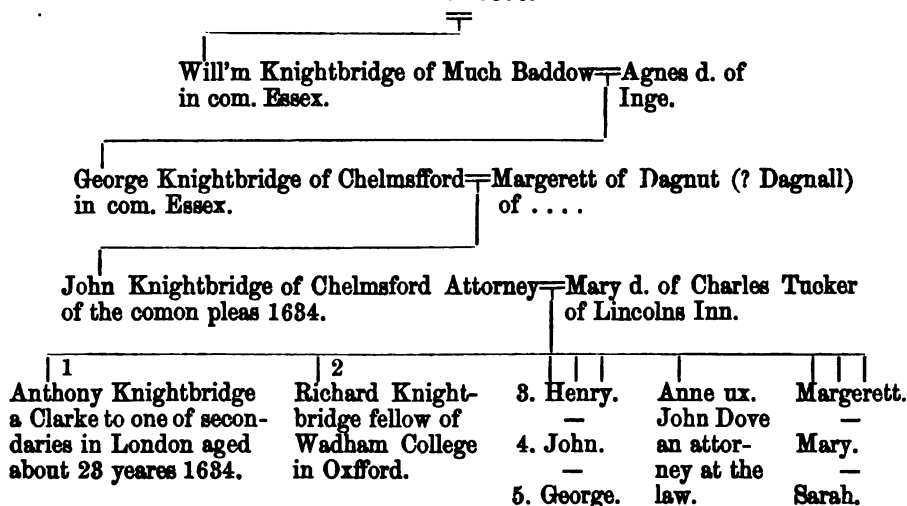 Will'm Knightbridge of Much Baddow Agnes d. of
in com. Essex. Inge.
George Knightbridge of Chelmsfford Margerett of Dagnut (? Dagnall)
in com. Essex. of . . . .
John Knightbridge of Chelmsford Attorney Mary d. of Charles Tucker
of the comon pleas 1634. of Lincolns Inn.
1 2
Anthony Knightbridge Richard Knight- 3. Henry. Anne ux. Margerett.
a Clarke to one of secon- bridge fellow of — John Dove —
daries in London aged Wadham College 4. John. an attor- Mary.
about 23 yeares 1634. in Oxfford. — ney at the —
5. George. law. Sarah.